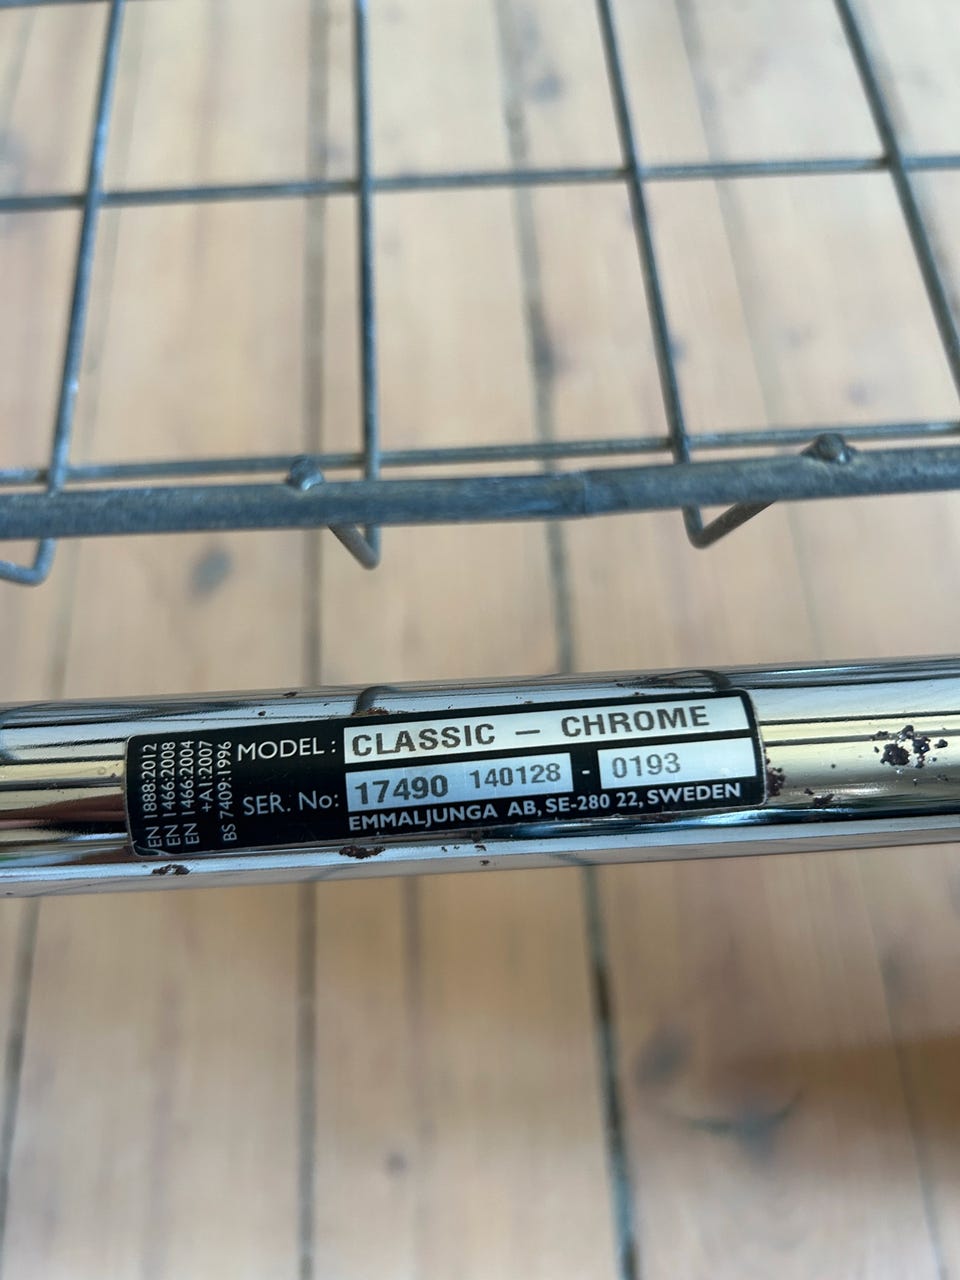 EN 1888:2012
EN 1466:2008
EN 1466:2004
+A1:2007
BS 7409:1996
MODEL: CLASSIC – CHROME
SER. No: 17490 140128 - 0193
EMMALJUNGA AB, SE-280 22, SWEDEN